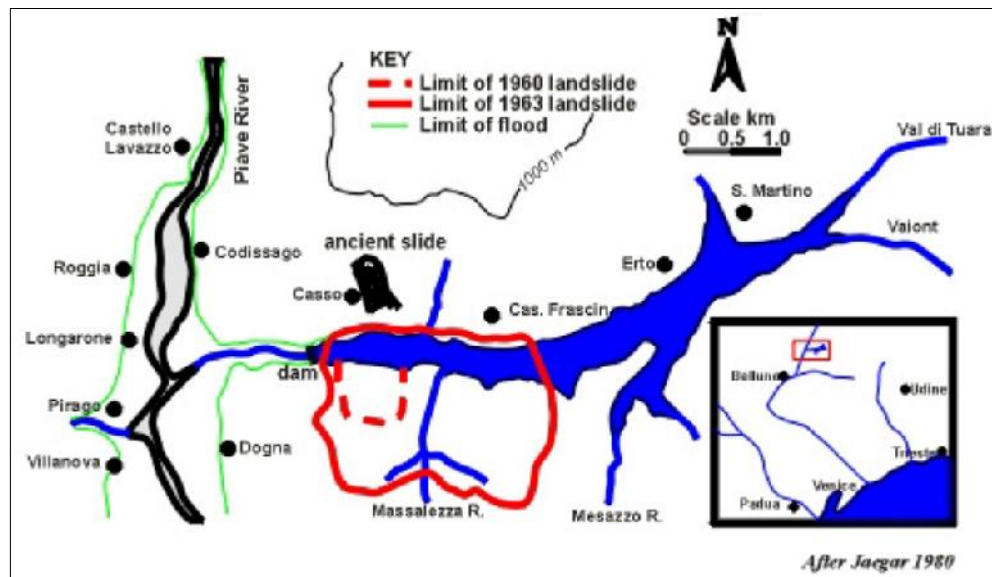 KEY
Limit of 1960 landslide
Limit of 1963 landslide
Limit of flood
1000 m
N
Scale km
0 0.5 1.0
Piave River
Castello
Lavazzo
Val di Tuara
S. Martino
Vaiont
ancient slide
Codissago
Roggia
Casso
Erto
Cas. Frascin
Longarone
dam
Pirago
Villanova
Dogna
Massalezza R.
Mesazzo R.
Belluno
Udine
Trieste
Venice
Padua
After Jaegar 1980